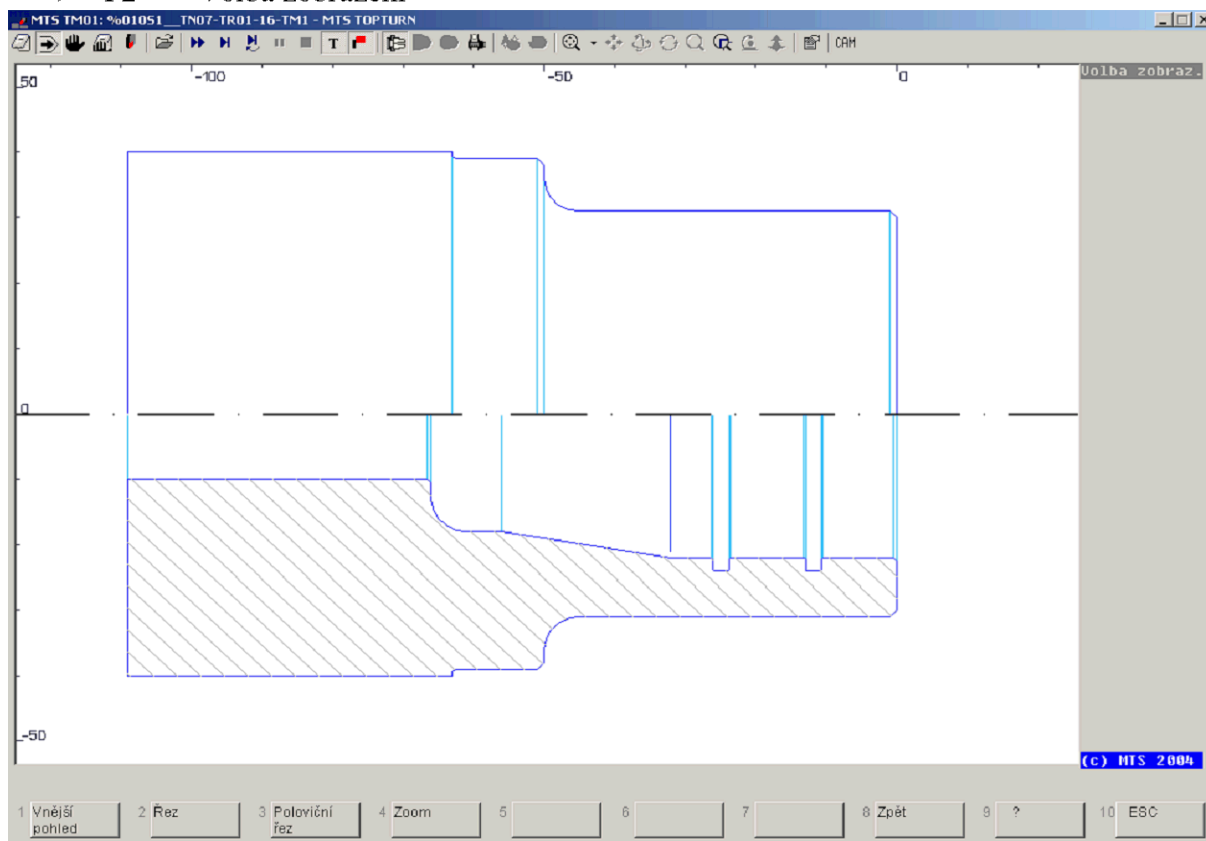 MTS TM01: %01051__TN07-TR01-16-TM1 - MTS TOPTURN
T CAM
50 -100 -50 0
Volba zobraz.
0
-50
(c) MTS 2004
1 Vnější pohled 2 Řez 3 Poloviční řez 4 Zoom 5 6 7 8 Zpět 9 ? 10 ESC